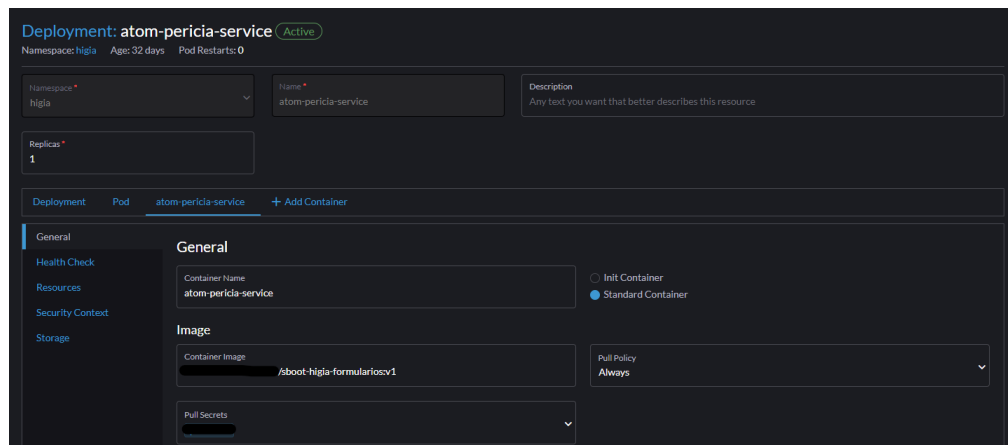 Deployment: atom-pericia-service Active
Namespace: higia Age: 32 days Pod Restarts: 0
Namespace *
higia
Name *
atom-pericia-service
Description
Any text you want that better describes this resource
Replicas *
1
Deployment Pod atom-pericia-service + Add Container
General
Health Check
Resources
Security Context
Storage
General
Container Name
atom-pericia-service
Init Container
Standard Container
Image
Container Image
/sboot-higia-formularios:v1
Pull Policy
Always
Pull Secrets